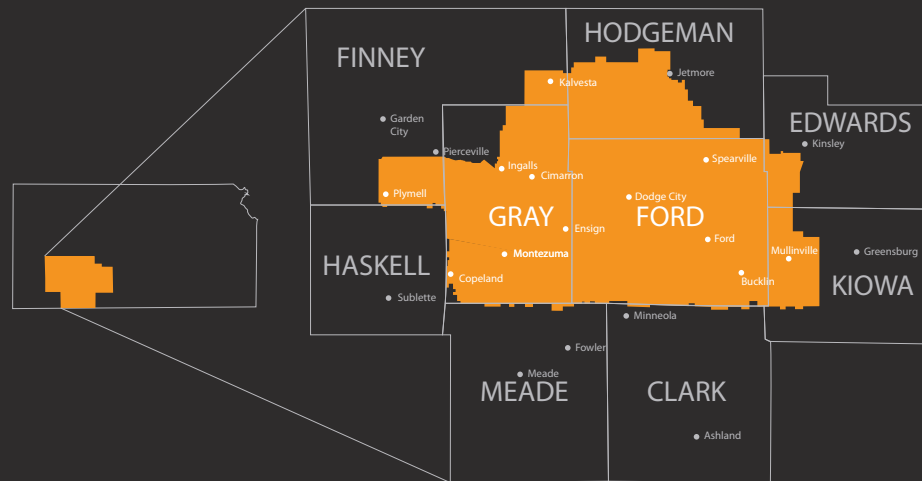 HODGEMAN
FINNEY
Jetmore
Kalvesta
Garden
City
EDWARDS
Kinsley
Pierceville
Spearville
Ingalls
Cimarron
Plymell
Dodge City
GRAY
FORD
Ensign
Ford
Montezuma
Mullinville
Greensburg
HASKELL
Copeland
Bucklin
KIOWA
Sublette
Minneola
Fowler
Meade
MEADE
CLARK
Ashland